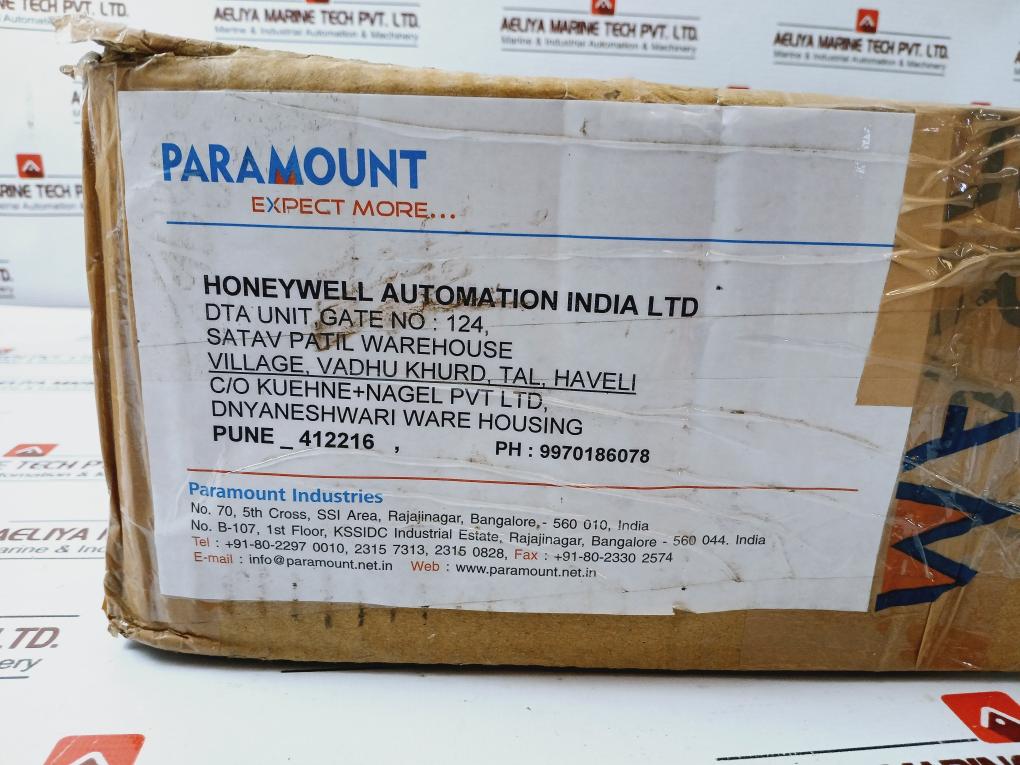 MARINE TECH PVT. LTD.
AELIYA MARINE TECH PVT. LTD.
Marine & Industrial Automation & Machinery
AELIYA MARINE TECH PVT. LTD.
Marine & Industrial Automation & Machinery
AELIYA MARINE TECH PVT. LTD.
Marine & Industrial Automation & Machinery
PARAMOUNT
EXPECT MORE...
HONEYWELL AUTOMATION INDIA LTD
DTA UNIT GATE NO : 124,
SATAV PATIL WAREHOUSE
VILLAGE, VADHU KHURD, TAL, HAVELI
C/O KUEHNE+NAGEL PVT LTD,
DNYANESHWARI WARE HOUSING
PUNE _ 412216 , PH : 9970186078
Paramount Industries
No. 70, 5th Cross, SSI Area, Rajajinagar, Bangalore,- 560 010, India
No. B-107, 1st Floor, KSSIDC Industrial Estate, Rajajinagar, Bangalore - 560 044. India
Tel : +91-80-2297 0010, 2315 7313, 2315 0828, Fax : +91-80-2330 2574
E-mail : info@paramount.net.in Web : www.paramount.net.in